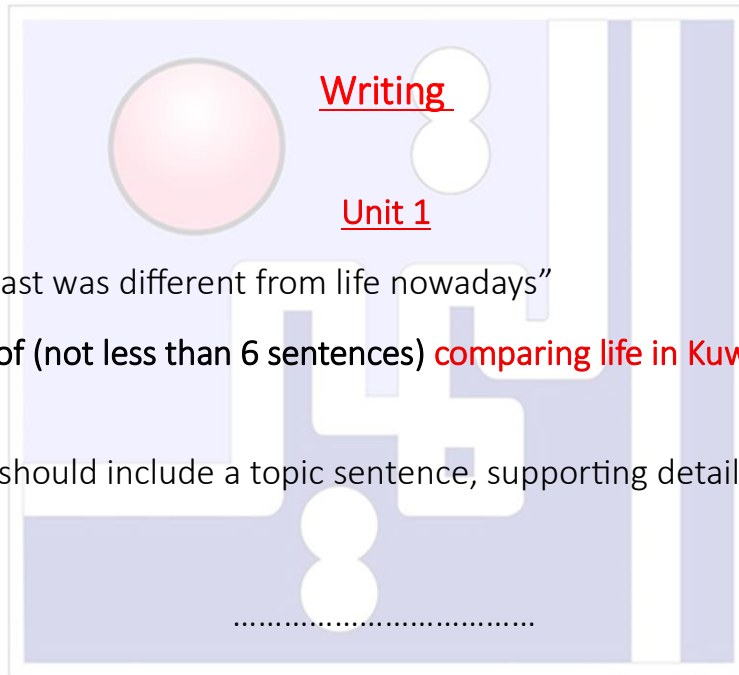 Writing
Unit 1
ast was different from life nowadays”
of (not less than 6 sentences) comparing life in Kuw
should include a topic sentence, supporting detail
………………………………